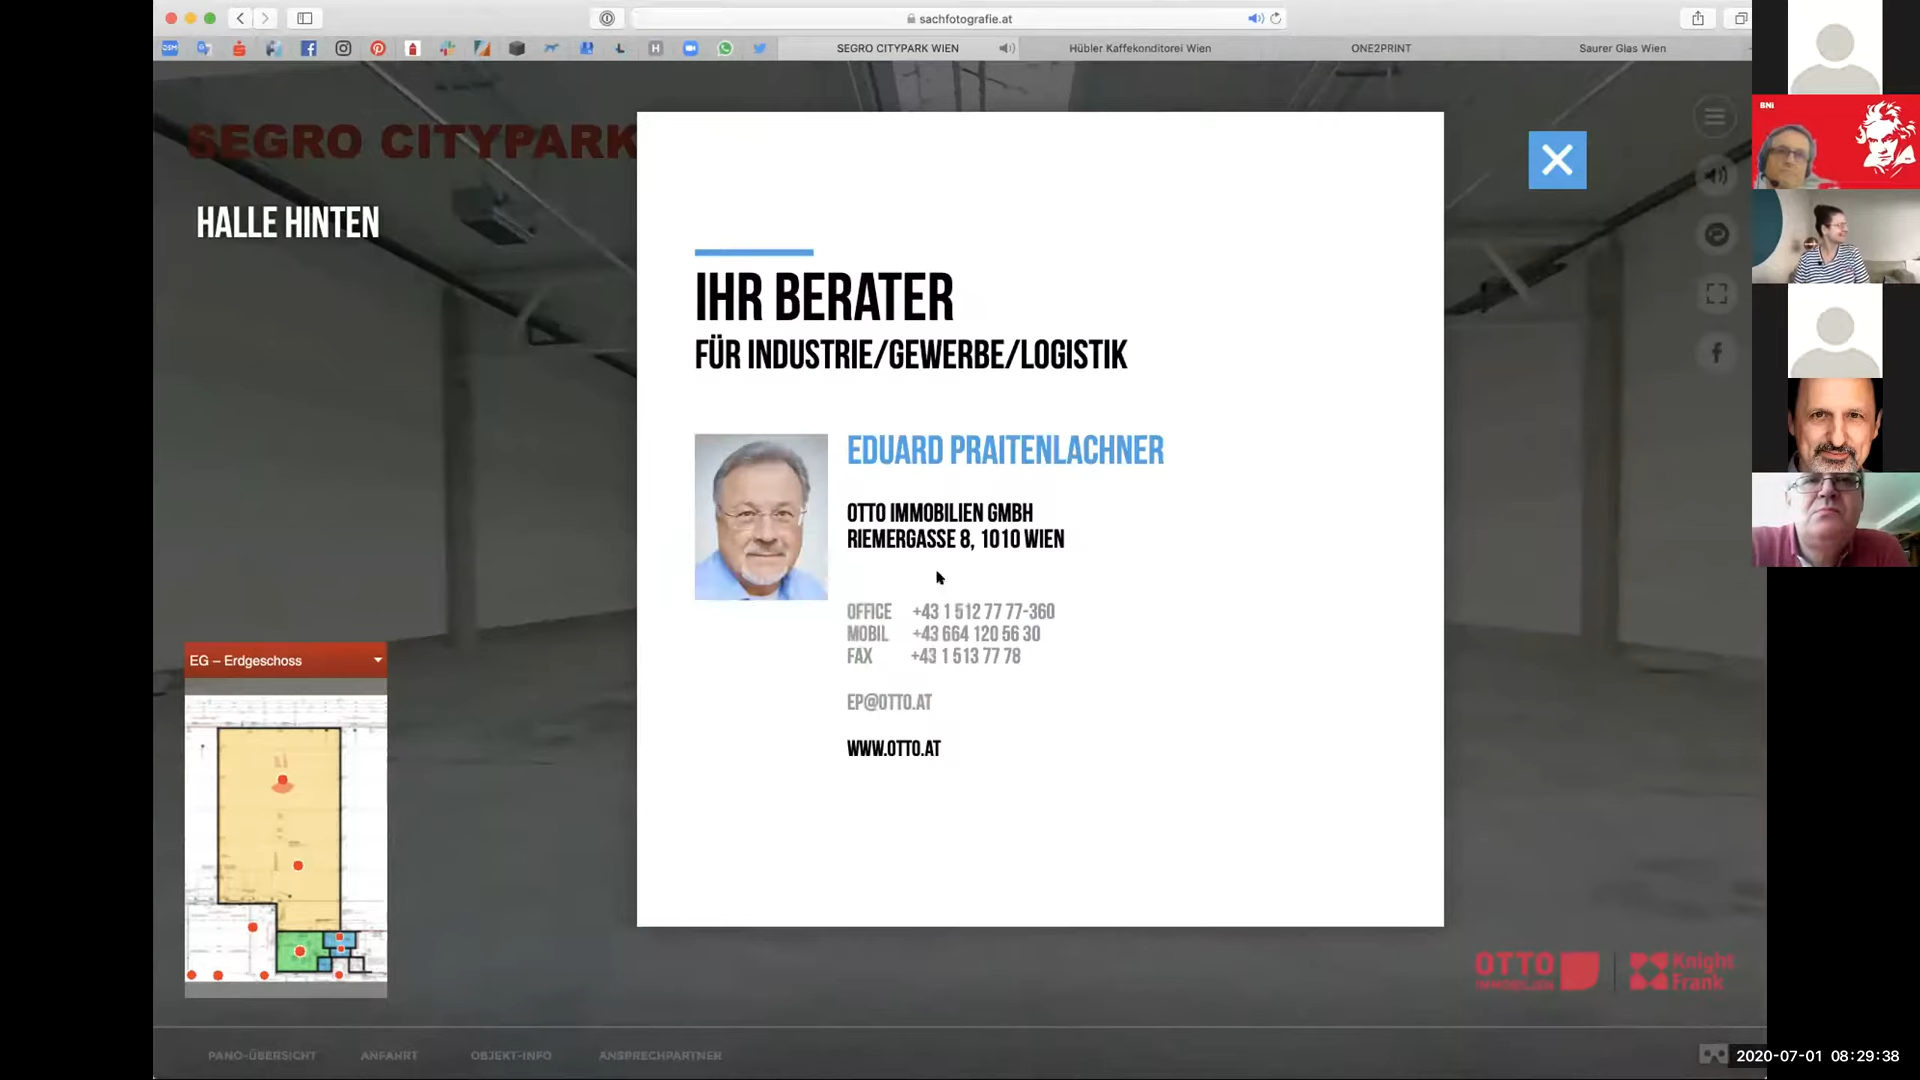 sachfotografie.at
SEGRO CITYPARK WIEN
Hübler Kaffekonditorei Wien
ONE2PRINT
Saurer Glas Wien
BNI
SEGRO CITYPARK
HALLE HINTEN
IHR BERATER
FÜR INDUSTRIE/GEWERBE/LOGISTIK
EDUARD PRAITENLACHNER
OTTO IMMOBILIEN GMBH
RIEMERGASSE 8, 1010 WIEN
OFFICE +43 1 512 77 77-360
MOBIL +43 664 120 56 30
FAX +43 1 513 77 78
EP@OTTO.AT
WWW.OTTO.AT
EG – Erdgeschoss
OTTO
IMMOBILIEN
Knight
Frank
PANO-ÜBERSICHT
ANFAHRT
OBJEKT-INFO
ANSPRECHPARTNER
2020-07-01 08:29:38